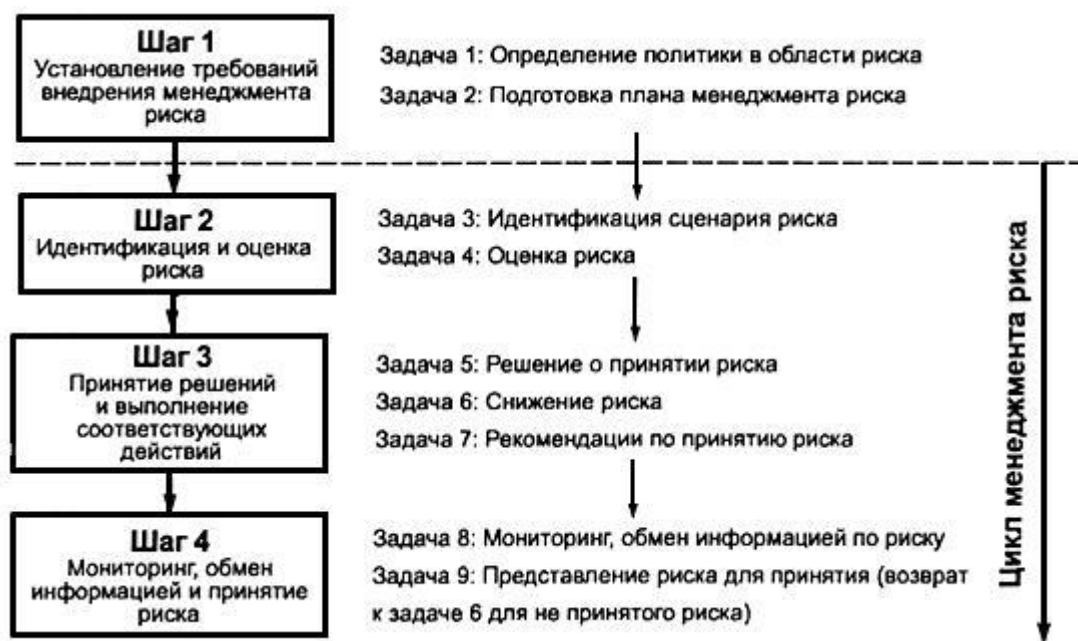 Шаг 1
Установление требований
внедрения менеджмента
риска
Задача 1: Определение политики в области риска
Задача 2: Подготовка плана менеджмента риска
Шаг 2
Идентификация и оценка
риска
Задача 3: Идентификация сценария риска
Задача 4: Оценка риска
Шаг 3
Принятие решений
и выполнение
соответствующих
действий
Задача 5: Решение о принятии риска
Задача 6: Снижение риска
Задача 7: Рекомендации по принятию риска
Шаг 4
Мониторинг, обмен
информацией и принятие
риска
Задача 8: Мониторинг, обмен информацией по риску
Задача 9: Представление риска для принятия (возврат
к задаче 6 для не принятого риска)
Цикл менеджмента риска